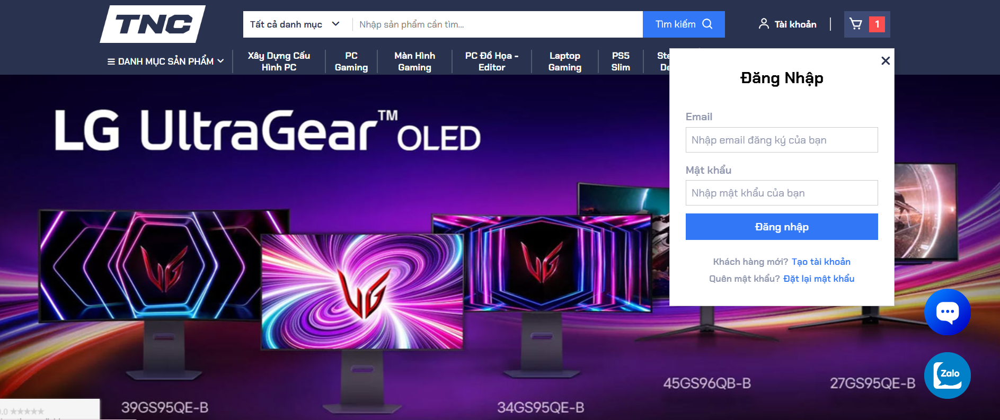 TNC
Tất cả danh mục
Nhập sản phẩm cần tìm...
Tìm kiếm
Tài khoản
1
DANH MỤC SẢN PHẨM
Xây Dựng Cấu
Hình PC
PC
Gaming
Màn Hình
Gaming
PC Đồ Họa -
Editor
Laptop
Gaming
PS5
Slim
Đăng Nhập
Email
Nhập email đăng ký của bạn
Mật khẩu
Nhập mật khẩu của bạn
Đăng nhập
Khách hàng mới? Tạo tài khoản
Quên mật khẩu? Đặt lại mật khẩu
LG UltraGear™ OLED
39GS95QE-B
34GS95QE-B
45GS96QB-B
27GS95QE-B
Zalo